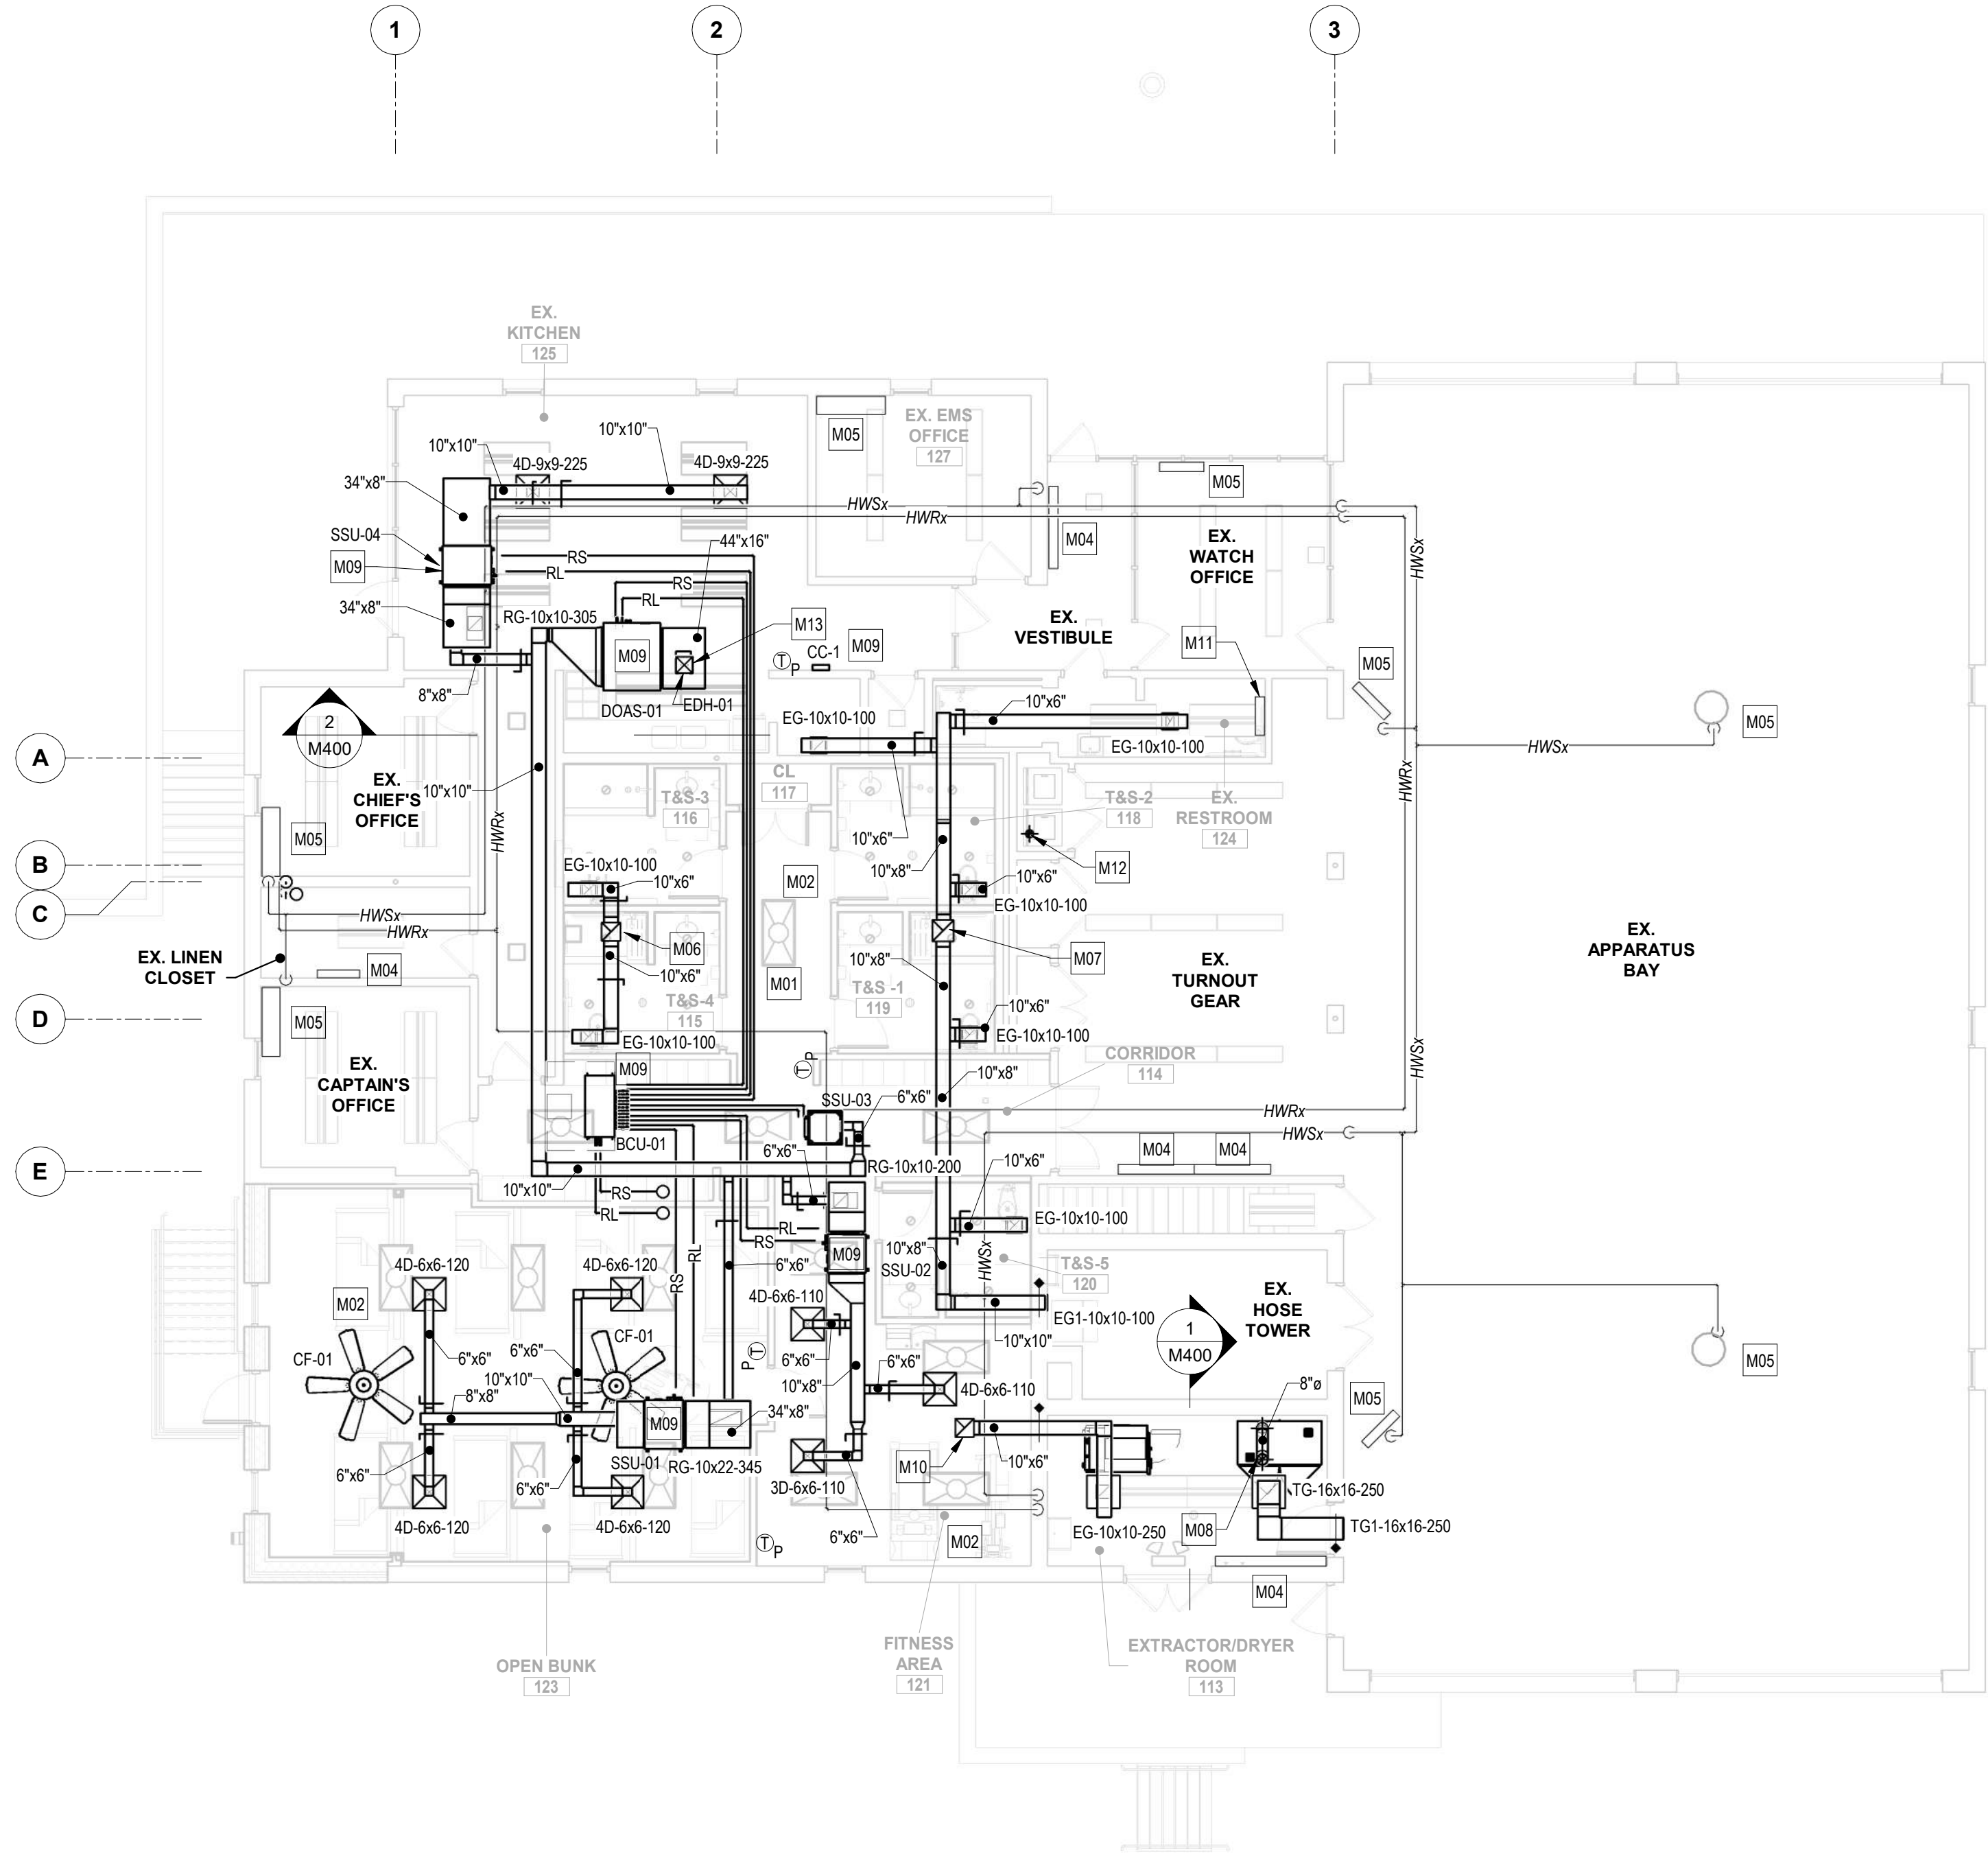 1
2
3
EX.
KITCHEN
125
10"x10"
10"x10"
4D-9x9-225
4D-9x9-225
34"x8"
M05
EX. EMS
OFFICE
127
M05
HWSx
HWRx
SSU-04
M09
44"x16"
RS
RL
RS
RL
M04
EX.
WATCH
OFFICE
HWSx
34"x8"
RG-10x10-305
M09
M13
EX.
VESTIBULE
M11
T
P
CC-1
M09
M05
8"x8"
DOAS-01
EDH-01
10"x6"
EG-10x10-100
EG-10x10-100
M05
HWSx
2
M400
A
EX.
CHIEF'S
OFFICE
10"x10"
CL
117
T&S-3
116
T&S-2
118
EX.
RESTROOM
124
HWRx
M05
HWRx
10"x6"
10"x8"
M12
B
C
EG-10x10-100
10"x6"
M02
10"x6"
EG-10x10-100
HWSx
HWRx
EX. LINEN
CLOSET
M04
M06
10"x6"
M01
10"x8"
M07
EX.
TURNOUT
GEAR
EX.
APPARATUS
BAY
D
M05
T&S-4
115
T&S -1
119
10"x6"
EG-10x10-100
EG-10x10-100
EX.
CAPTAIN'S
OFFICE
M09
T
P
CORRIDOR
114
10"x8"
HWSx
SSU-03
6"x6"
HWRx
BCU-01
HWSx
E
6"x6"
RG-10x10-200
10"x6"
M04
M04
10"x10"
RS
RL
RL
RS
M09
EG-10x10-100
10"x8"
SSU-02
HWSx
T&S-5
120
4D-6x6-120
4D-6x6-120
RS
RL
6"x6"
M02
4D-6x6-110
EG1-10x10-100
EX.
HOSE
TOWER
CF-01
CF-01
6"x6"
6"x6"
T
P
6"x6"
10"x10"
1
M400
M05
8"x8"
10"x10"
10"x8"
6"x6"
4D-6x6-110
8"ø
M05
M09
34"x8"
6"x6"
6"x6"
SSU-01
RG-10x22-345
3D-6x6-110
M10
10"x6"
TG-16x16-250
4D-6x6-120
4D-6x6-120
T
P
6"x6"
M02
EG-10x10-250
M08
TG1-16x16-250
M04
OPEN BUNK
123
FITNESS
AREA
121
EXTRACTOR/DRYER
ROOM
113